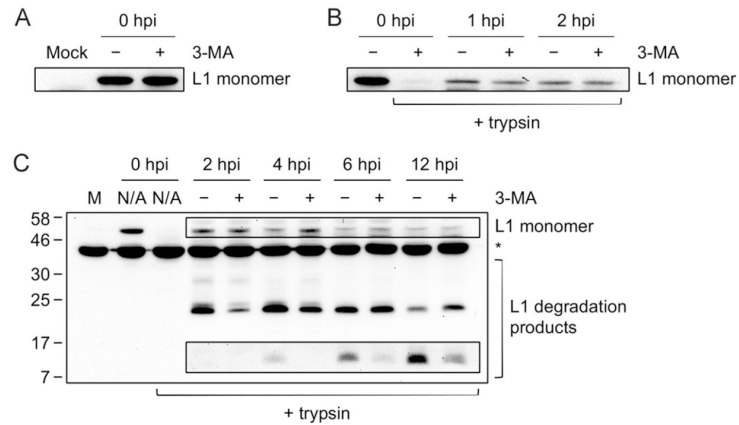 A
0 hpi
Mock − + 3-MA
L1 monomer
B
0 hpi 1 hpi 2 hpi
− + − + − + 3-MA
L1 monomer
+ trypsin
C
0 hpi 2 hpi 4 hpi 6 hpi 12 hpi
M N/A N/A − + − + − + − + 3-MA
58
L1 monomer
46
*
30
25
L1 degradation
products
17
7
+ trypsin